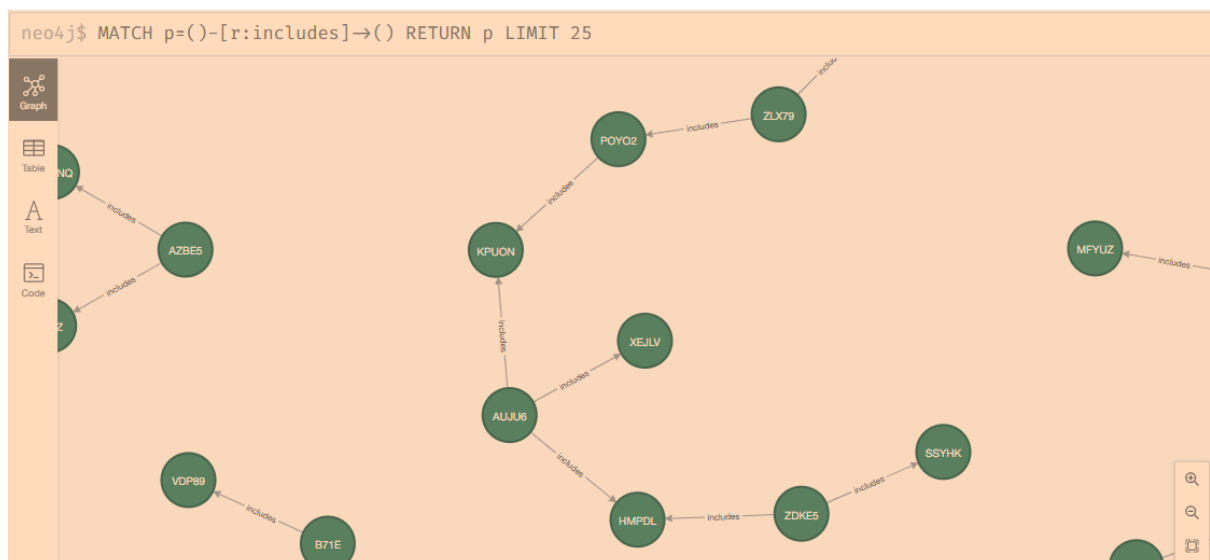 neo4j$ MATCH p=()-[r:includes]→() RETURN p LIMIT 25
Graph
Table
Text
Code
includes
ZLX79
includes
POYO2
includes
NQ
includes
AZBE5
KPUON
MFYUZ
includes
includes
Z
includes
XEJLV
includes
AUJU6
includes
SSYHK
VDP89
includes
includes
HMPDL
includes
ZDKE5
B71E